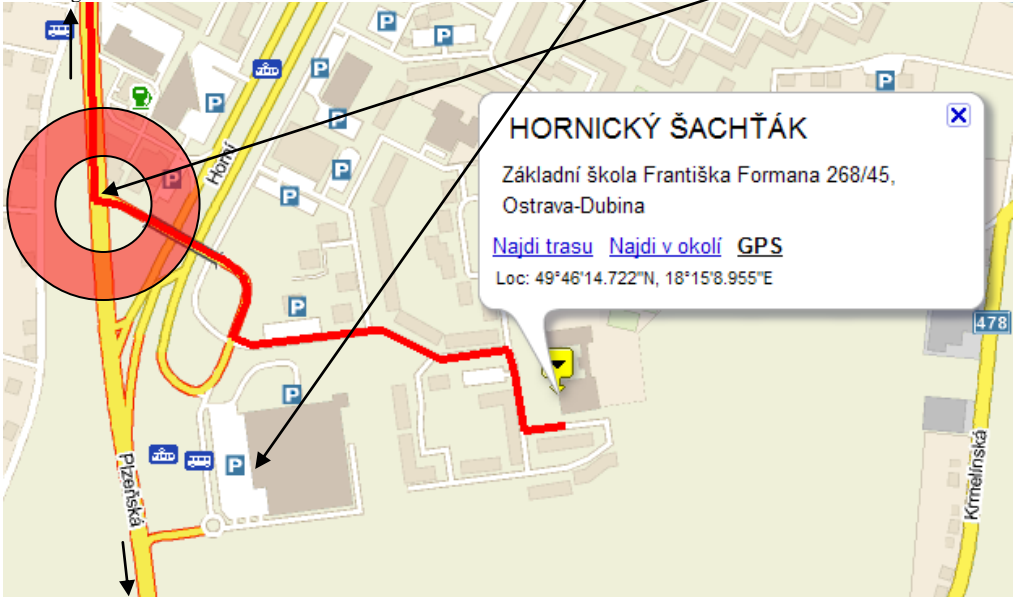 HORNICKÝ ŠACHŤÁK
Základní škola Františka Formana 268/45,
Ostrava-Dubina
Najdi trasu Najdi v okolí GPS
Loc: 49°46'14.722"N, 18°15'8.955"E
P
P
P
P
P
P
P
P
P
Horní
P
478
P
P
Plzeňská
Krmelínská